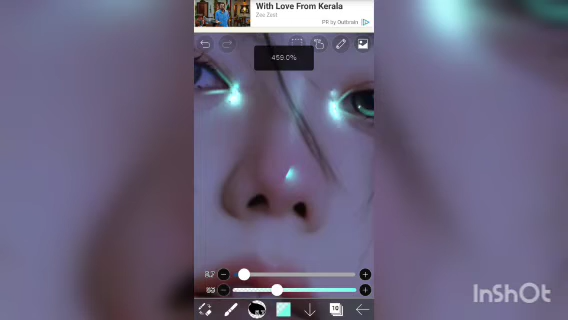 With Love From Kerala
Zee Zest
PR by Outbrain
459.0%
10
InShOt